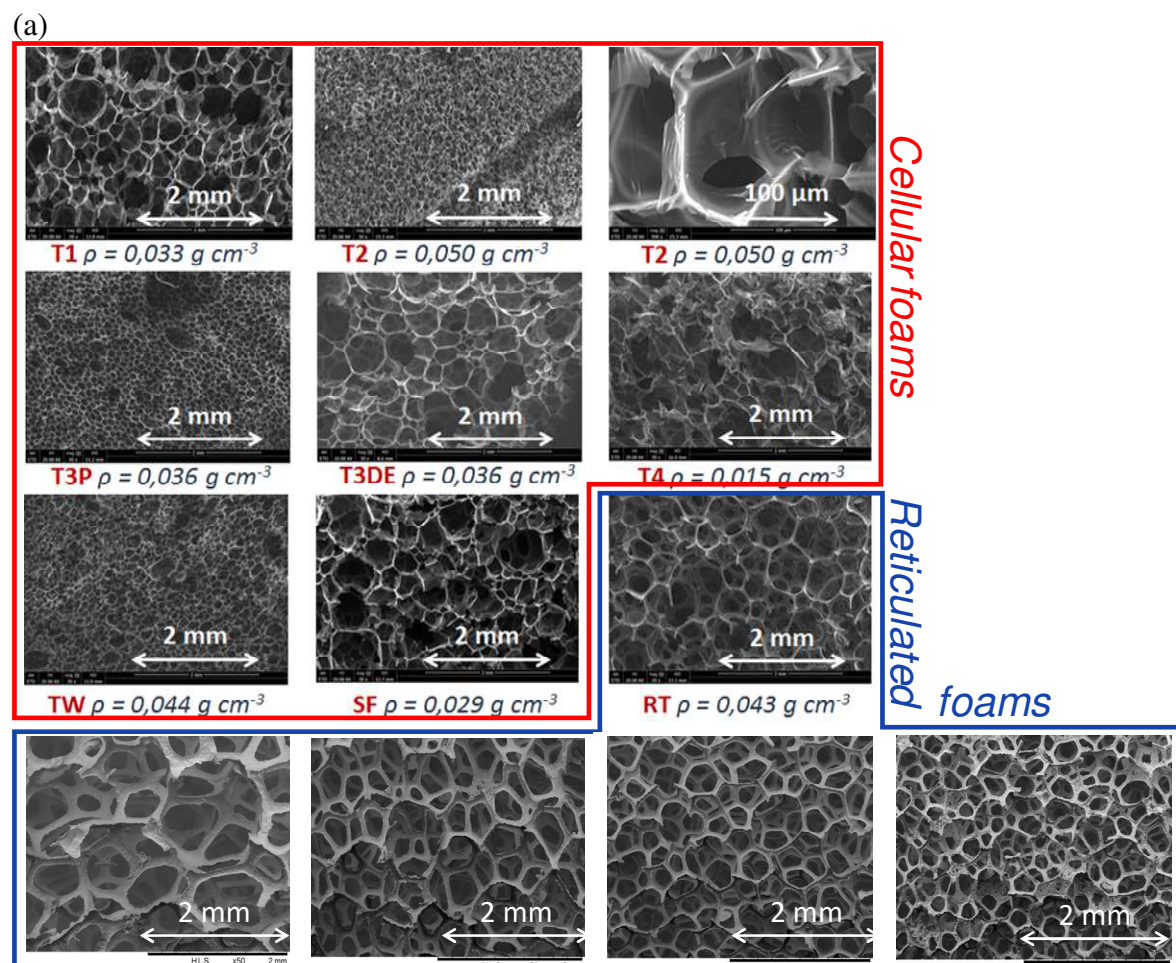 (a)
2 mm
2 mm
100 µm
T1 ρ = 0,033 g cm-3
T2 ρ = 0,050 g cm-3
T2 ρ = 0,050 g cm-3
Cellular foams
2 mm
2 mm
2 mm
T3P ρ = 0,036 g cm-3
T3DE ρ = 0,036 g cm-3
T4 ρ = 0,015 g cm-3
2 mm
2 mm
2 mm
Reticulated
foams
TW ρ = 0,044 g cm-3
SF ρ = 0,029 g cm-3
RT ρ = 0,043 g cm-3
2 mm
2 mm
2 mm
2 mm
x50 2 mm